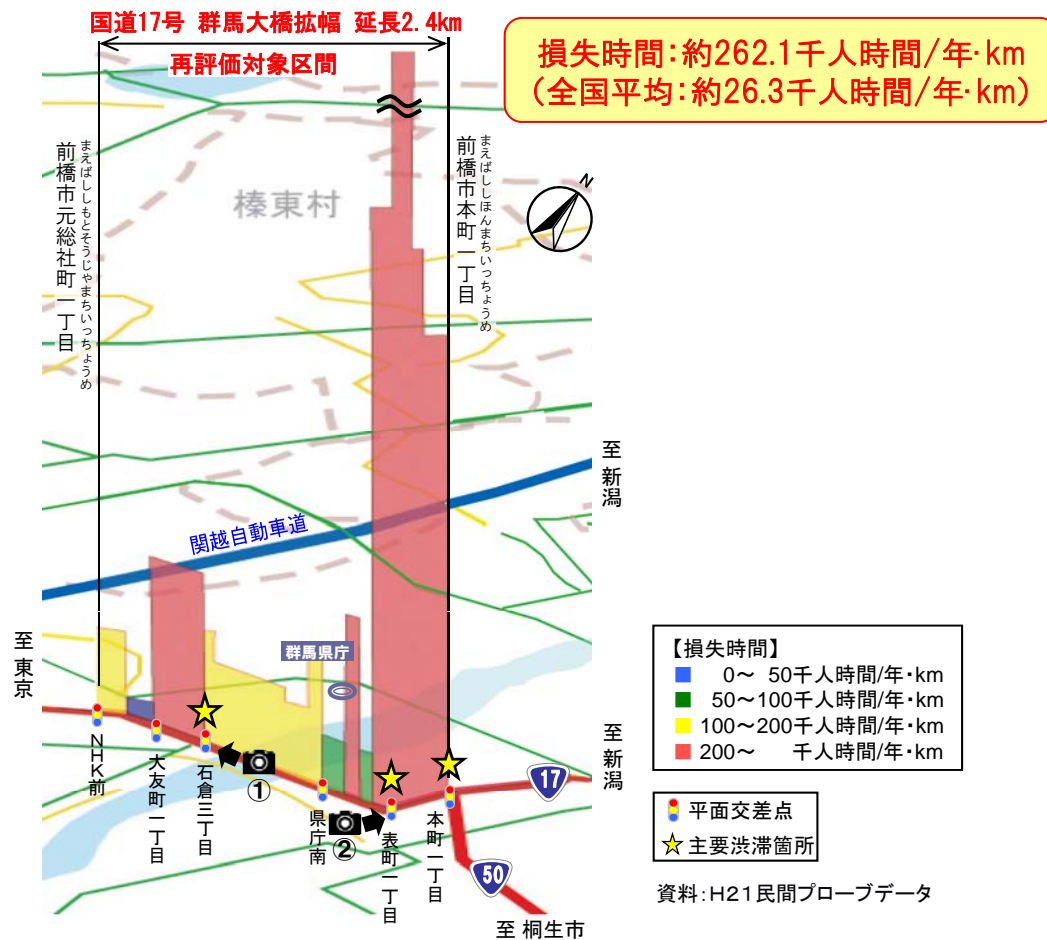 国道17号 群馬大橋拡幅 延長2.4km
再評価対象区間
損失時間:約262.1千人時間/年・km
(全国平均:約26.3千人時間/年・km)
前橋市元総社町一丁目
まえばししもとそうじゃまちいっちょうめ
前橋市本町一丁目
まえばししほんまちいっちょうめ
榛東村
N
至 新潟
関越自動車道
至 東京
群馬県庁
NHK前
大友町一丁目
石倉三丁目
①
県庁南
②
表町一丁目
本町一丁目
17
至 新潟
50
至 桐生市
【損失時間】
0~ 50千人時間/年・km
50~100千人時間/年・km
100~200千人時間/年・km
200~ 千人時間/年・km
平面交差点
主要渋滞箇所
資料:H21民間プローブデータ